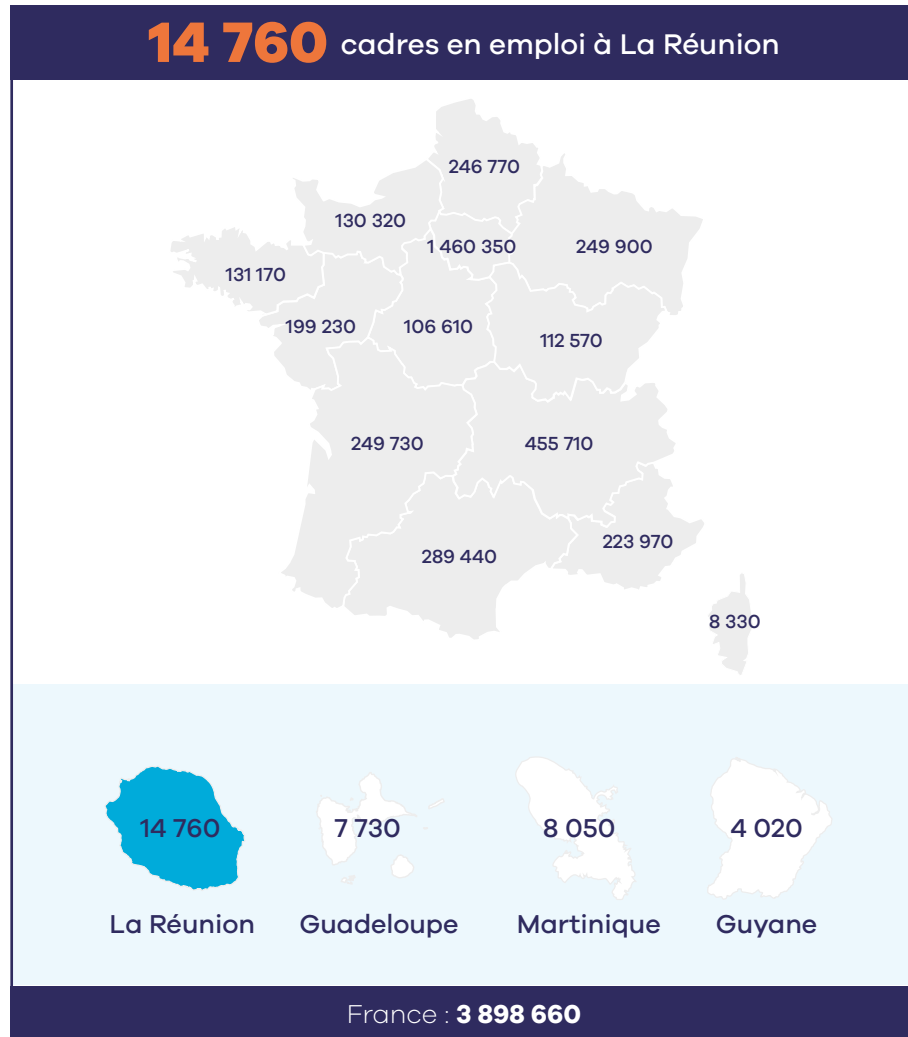 14 760 cadres en emploi à La Réunion
246 770
130 320
1 460 350
249 900
131 170
199 230
106 610
112 570
249 730
455 710
289 440
223 970
8 330
14 760
7 730
8 050
4 020
La Réunion
Guadeloupe
Martinique
Guyane
France : 3 898 660